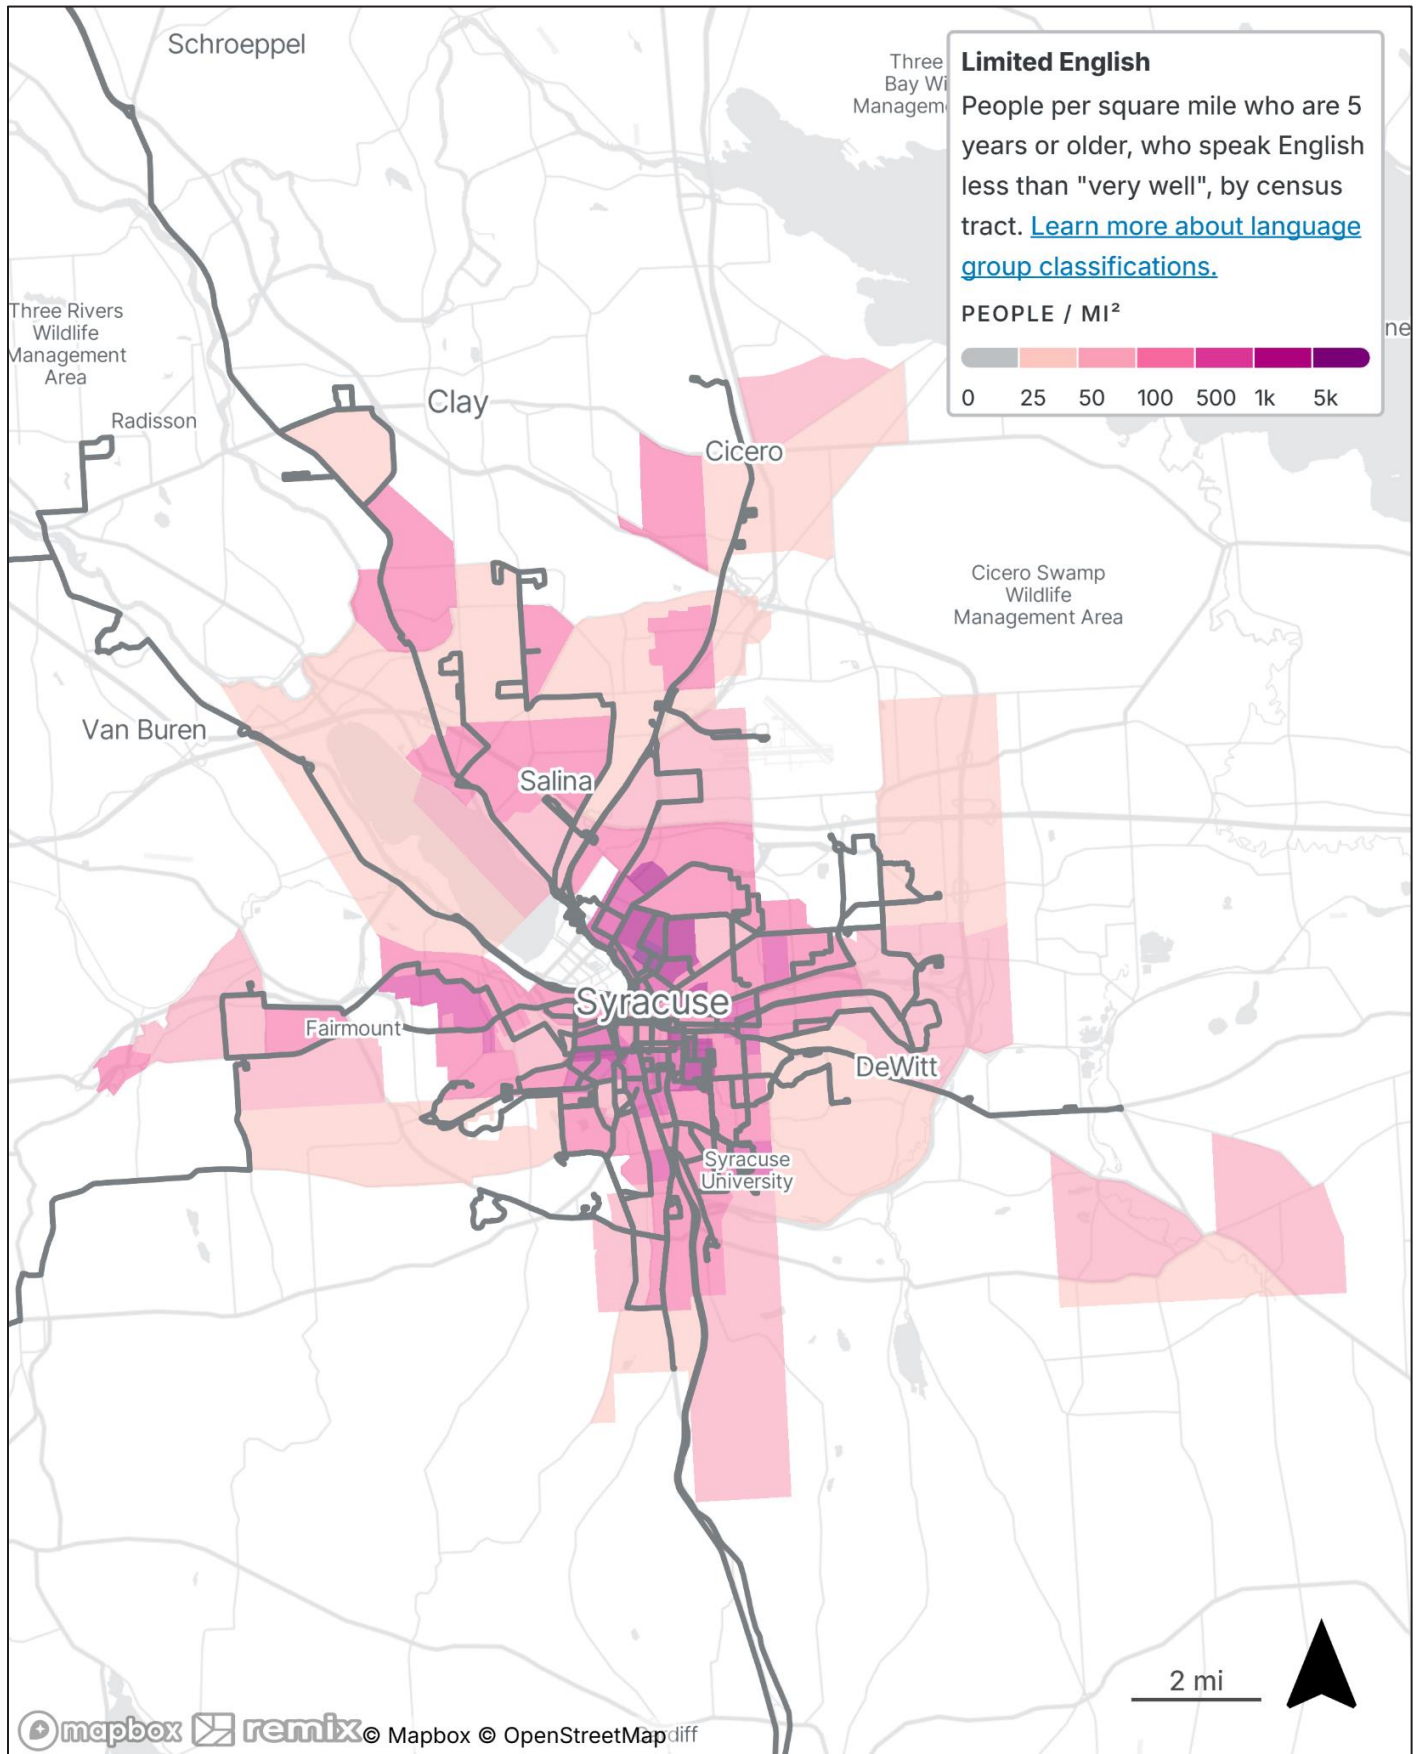 Schroeppel
Three
Bay Wi
Managem
Limited English
People per square mile who are 5
years or older, who speak English
less than "very well", by census
tract. Learn more about language
group classifications.
PEOPLE / MI²
0 25 50 100 500 1k 5k
ne
Three Rivers
Wildlife
Management
Area
Radisson
Clay
Cicero
Cicero Swamp
Wildlife
Management Area
Van Buren
Salina
Syracuse
Fairmount
DeWitt
Syracuse
University
2 mi
mapbox remix © Mapbox © OpenStreetMap
diff